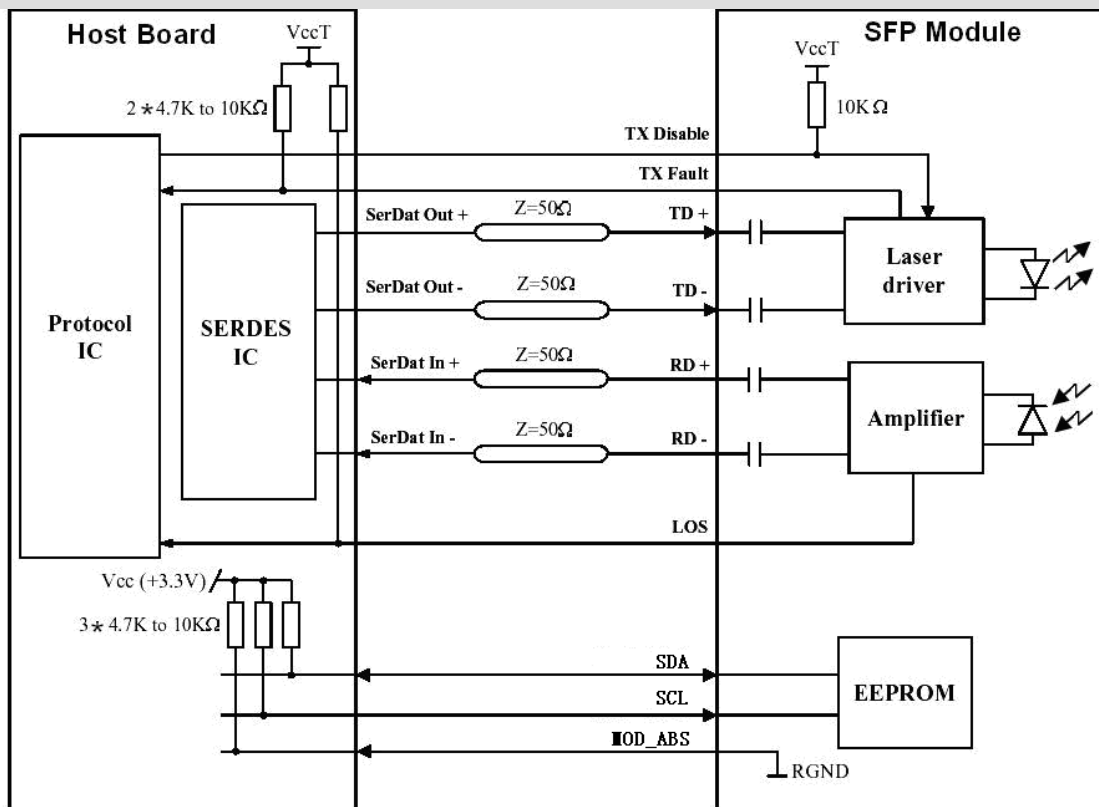 Host Board
SFP Module
VccT
VccT
2*4.7K to 10KΩ
10KΩ
TX Disable
TX Fault
SerDat Out +
Z=50Ω
TD +
SerDat Out -
Z=50Ω
TD -
Laser
driver
Protocol
IC
SERDES
IC
SerDat In +
Z=50Ω
RD +
SerDat In -
Z=50Ω
RD -
Amplifier
LOS
Vcc (+3.3V)
3*4.7K to 10KΩ
SDA
SCL
MOD_ABS
EEPROM
RGND